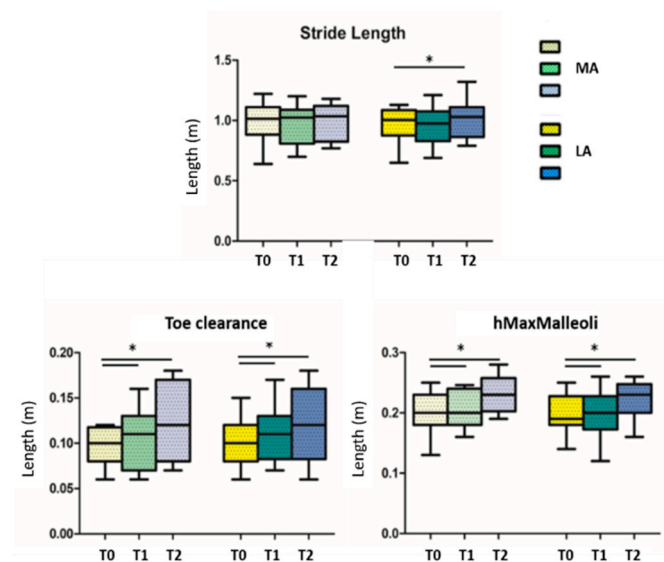 Stride Length
*
MA
LA
Length (m)
1.5
1.0
0.5
0.0
T0 T1 T2 T0 T1 T2
Toe clearance
* *
Length (m)
0.20
0.15
0.10
0.05
0.00
T0 T1 T2 T0 T1 T2
hMaxMalleoli
* *
Length (m)
0.3
0.2
0.1
0.0
T0 T1 T2 T0 T1 T2